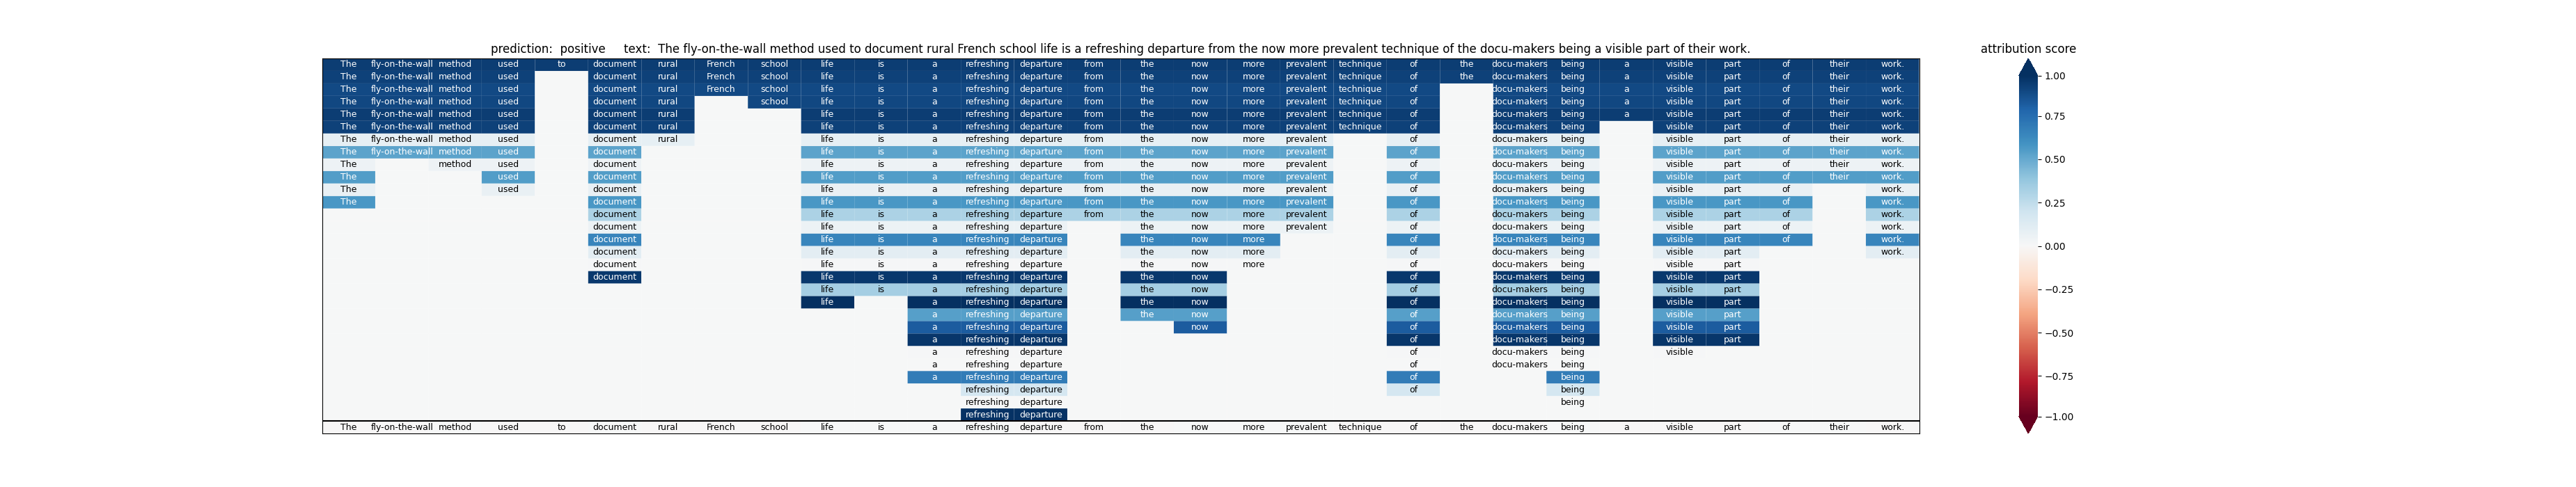 prediction: positive text: The fly-on-the-wall method used to document rural French school life is a refreshing departure from the now more prevalent technique of the docu-makers being a visible part of their work.
attribution score
The fly-on-the-wall method used to document rural French school life is a refreshing departure from the now more prevalent technique of the docu-makers being a visible part of their work.
The fly-on-the-wall method used document rural French school life is a refreshing departure from the now more prevalent technique of the docu-makers being a visible part of their work.
The fly-on-the-wall method used document rural French school life is a refreshing departure from the now more prevalent technique of docu-makers being a visible part of their work.
The fly-on-the-wall method used document rural school life is a refreshing departure from the now more prevalent technique of docu-makers being a visible part of their work.
The fly-on-the-wall method used document rural life is a refreshing departure from the now more prevalent technique of docu-makers being a visible part of their work.
The fly-on-the-wall method used document rural life is a refreshing departure from the now more prevalent technique of docu-makers being visible part of their work.
The fly-on-the-wall method used document rural life is a refreshing departure from the now more prevalent of docu-makers being visible part of their work.
The fly-on-the-wall method used document life is a refreshing departure from the now more prevalent of docu-makers being visible part of their work.
The method used document life is a refreshing departure from the now more prevalent of docu-makers being visible part of their work.
The used document life is a refreshing departure from the now more prevalent of docu-makers being visible part of their work.
The used document life is a refreshing departure from the now more prevalent of docu-makers being visible part of work.
The document life is a refreshing departure from the now more prevalent of docu-makers being visible part of work.
document life is a refreshing departure from the now more prevalent of docu-makers being visible part of work.
document life is a refreshing departure the now more prevalent of docu-makers being visible part of work.
document life is a refreshing departure the now more of docu-makers being visible part of work.
document life is a refreshing departure the now more of docu-makers being visible part work.
document life is a refreshing departure the now more of docu-makers being visible part
document life is a refreshing departure the now of docu-makers being visible part
life is a refreshing departure the now of docu-makers being visible part
life a refreshing departure the now of docu-makers being visible part
a refreshing departure the now of docu-makers being visible part
a refreshing departure now of docu-makers being visible part
a refreshing departure of docu-makers being visible part
a refreshing departure of docu-makers being visible
a refreshing departure of docu-makers being
a refreshing departure of being
refreshing departure of being
refreshing departure being
refreshing departure
The fly-on-the-wall method used to document rural French school life is a refreshing departure from the now more prevalent technique of the docu-makers being a visible part of their work.
1.00
0.75
0.50
0.25
0.00
−0.25
−0.50
−0.75
−1.00